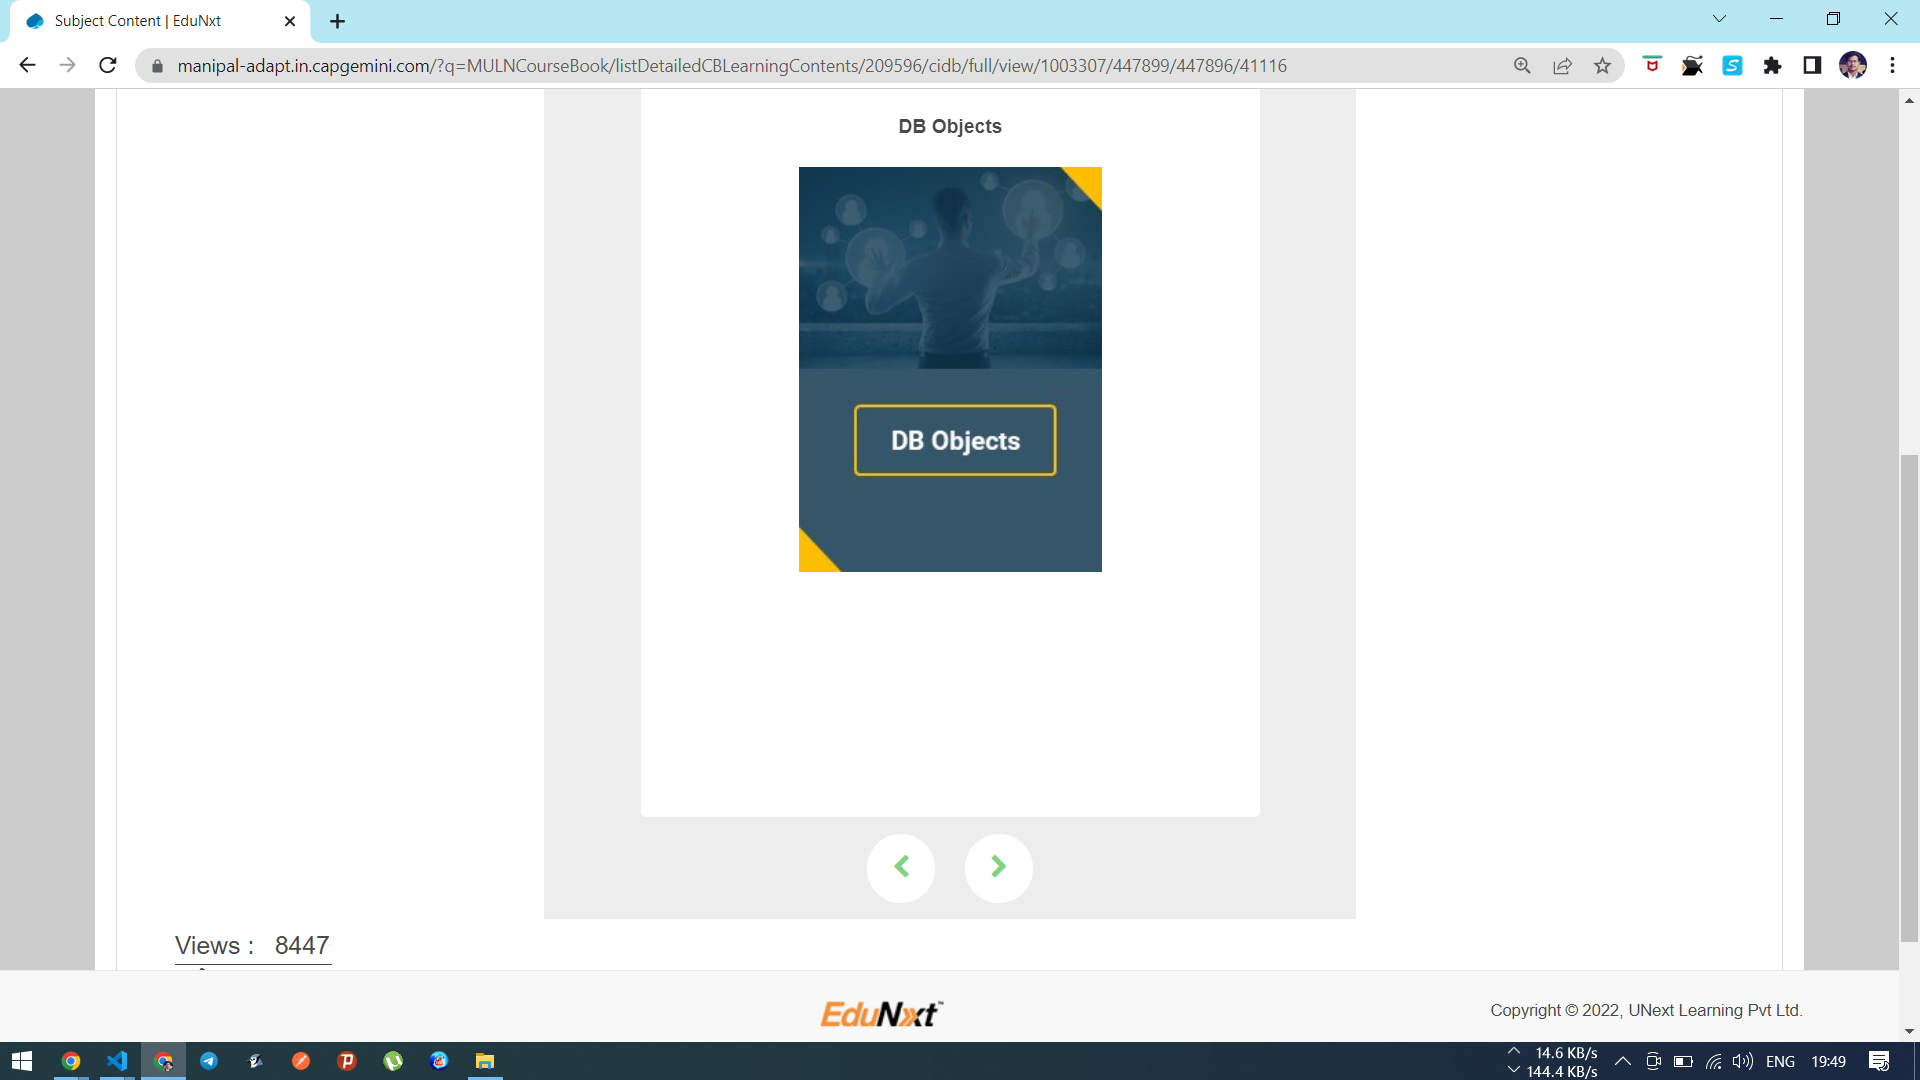 Subject Content | EduNxt
manipal-adapt.in.capgemini.com/?q=MULNCourseBook/listDetailedCBLearningContents/209596/cidb/full/view/1003307/447899/447896/41116
DB Objects
DB Objects
Views : 8447
EduNxt
Copyright © 2022, UNext Learning Pvt Ltd.
14.6 KB/s
144.4 KB/s
ENG
19:49